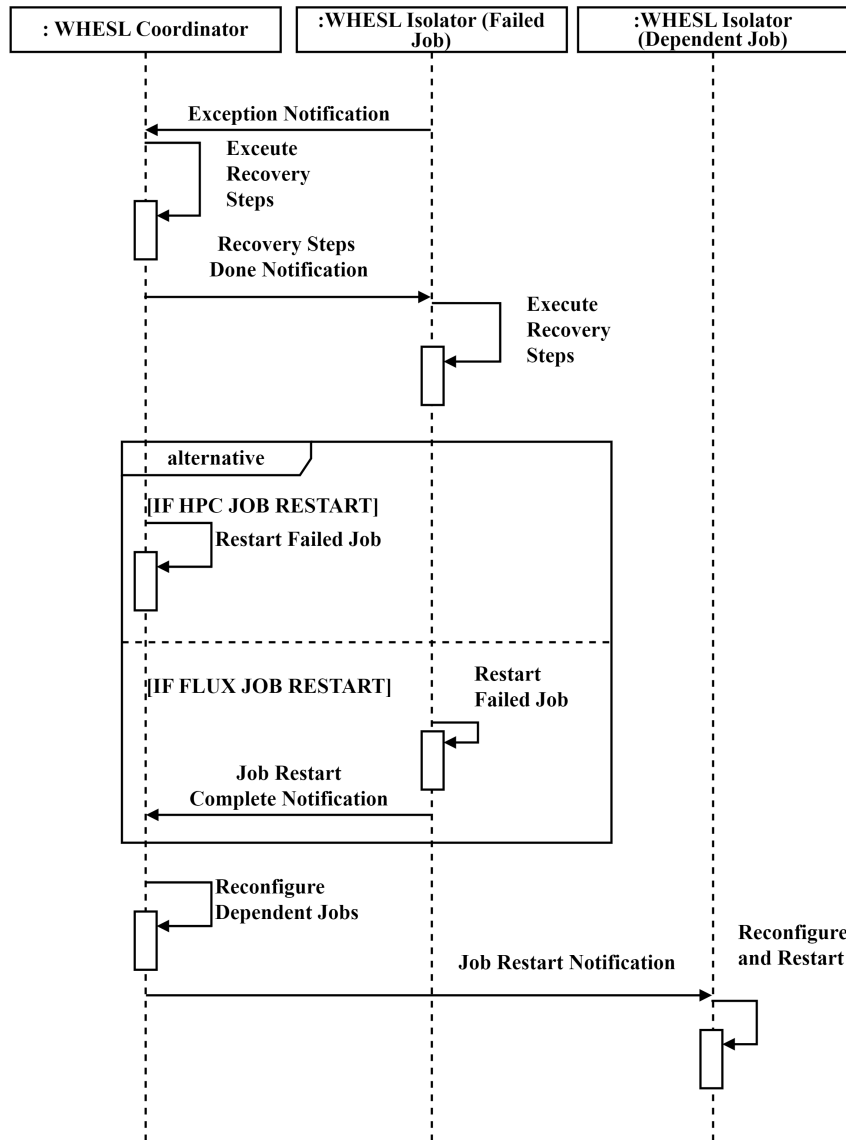 : WHESL Coordinator
:WHESL Isolator (Failed
Job)
:WHESL Isolator
(Dependent Job)
Exception Notification
Exceute
Recovery
Steps
Recovery Steps
Done Notification
Execute
Recovery
Steps
alternative
[IF HPC JOB RESTART]
Restart Failed Job
[IF FLUX JOB RESTART]
Restart
Failed Job
Job Restart
Complete Notification
Reconfigure
Dependent Jobs
Reconfigure
and Restart
Job Restart Notification